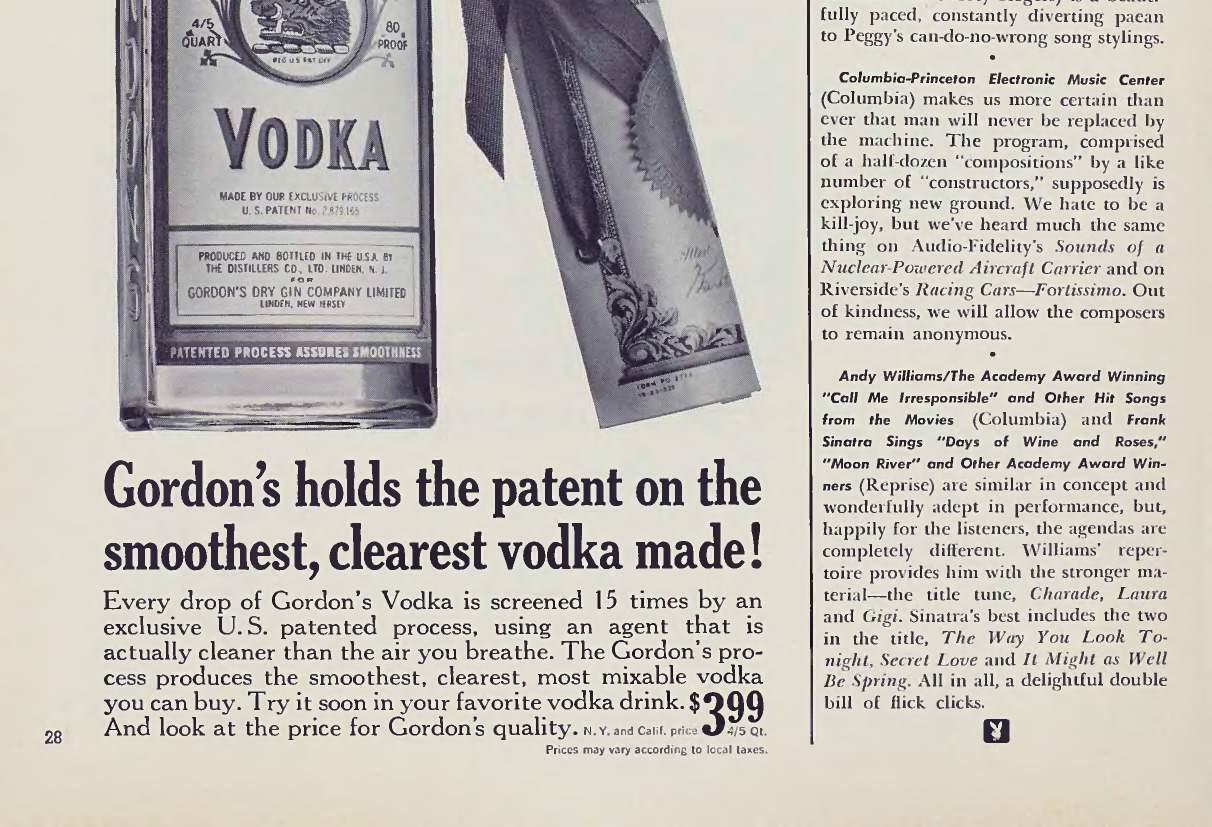 4/5
QUART
80
PROOF
REG US PAT OFF
VODKA
MADE BY OUR EXCLUSIVE PROCESS
U. S. PATENT No. 2,879,165
PRODUCED AND BOTTLED IN THE U.S.A. BY
THE DISTILLERS CO., LTD. LINDEN, N. J.
FOR
GORDON'S DRY GIN COMPANY LIMITED
LINDEN, NEW JERSEY
PATENTED PROCESS ASSURES SMOOTHNESS
Attest
Gordon's holds the patent on the
smoothest, clearest vodka made!
Every drop of Gordon's Vodka is screened 15 times by an
exclusive U.S. patented process, using an agent that is
actually cleaner than the air you breathe. The Gordon's pro-
cess produces the smoothest, clearest, most mixable vodka
you can buy. Try it soon in your favorite vodka drink. $3.99
And look at the price for Gordon's quality. N.Y. and Calif. price 4/5 Qt.
Prices may vary according to local taxes.
28
fully paced, constantly diverting paean
to Peggy's can-do-no-wrong song stylings.
•
Columbia-Princeton Electronic Music Center
(Columbia) makes us more certain than
ever that man will never be replaced by
the machine. The program, comprised
of a half-dozen "compositions" by a like
number of "constructors," supposedly is
exploring new ground. We hate to be a
kill-joy, but we've heard much the same
thing on Audio-Fidelity's Sounds of a
Nuclear-Powered Aircraft Carrier and on
Riverside's Racing Cars—Fortissimo. Out
of kindness, we will allow the composers
to remain anonymous.
•
Andy Williams/The Academy Award Winning
"Call Me Irresponsible" and Other Hit Songs
from the Movies (Columbia) and Frank
Sinatra Sings "Days of Wine and Roses,"
"Moon River" and Other Academy Award Win-
ners (Reprise) are similar in concept and
wonderfully adept in performance, but,
happily for the listeners, the agendas are
completely different. Williams' reper-
toire provides him with the stronger ma-
terial—the title tune, Charade, Laura
and Gigi. Sinatra's best includes the two
in the title, The Way You Look To-
night, Secret Love and It Might as Well
Be Spring. All in all, a delightful double
bill of flick clicks.